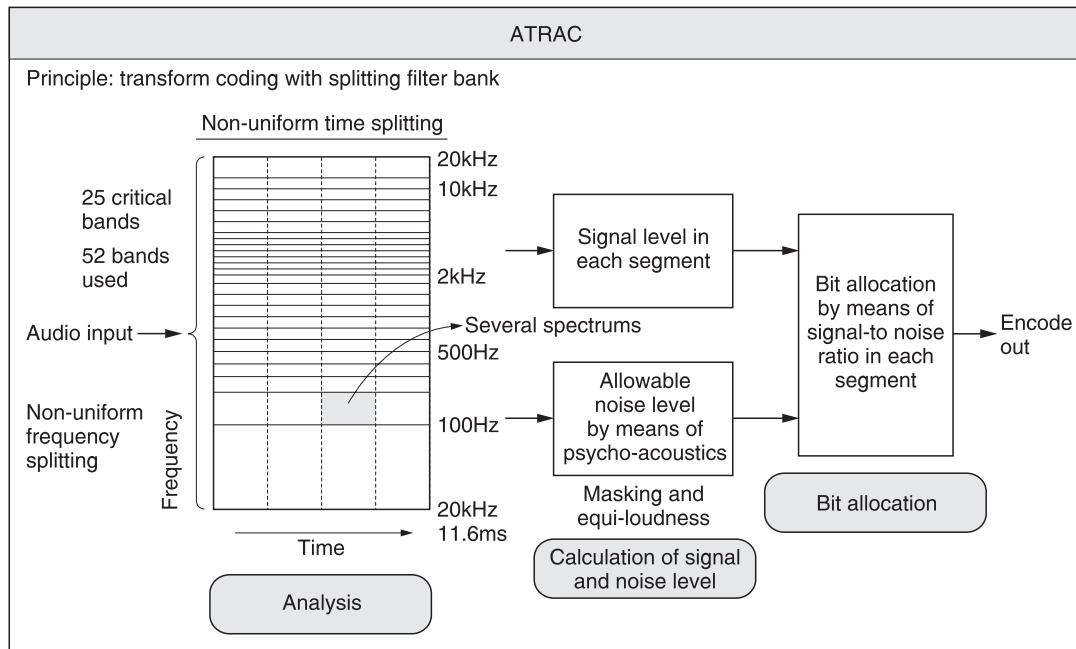 ATRAC
Principle: transform coding with splitting filter bank
Non-uniform time splitting
25 critical
bands
52 bands
used
Audio input
Non-uniform
frequency
splitting
Frequency
20kHz
10kHz
2kHz
Several spectrums
500Hz
100Hz
20kHz
11.6ms
Time
Analysis
Signal level in
each segment
Allowable
noise level
by means of
psycho-acoustics
Masking and
equi-loudness
Calculation of signal
and noise level
Bit allocation
by means of
signal-to noise
ratio in each
segment
Bit allocation
Encode
out